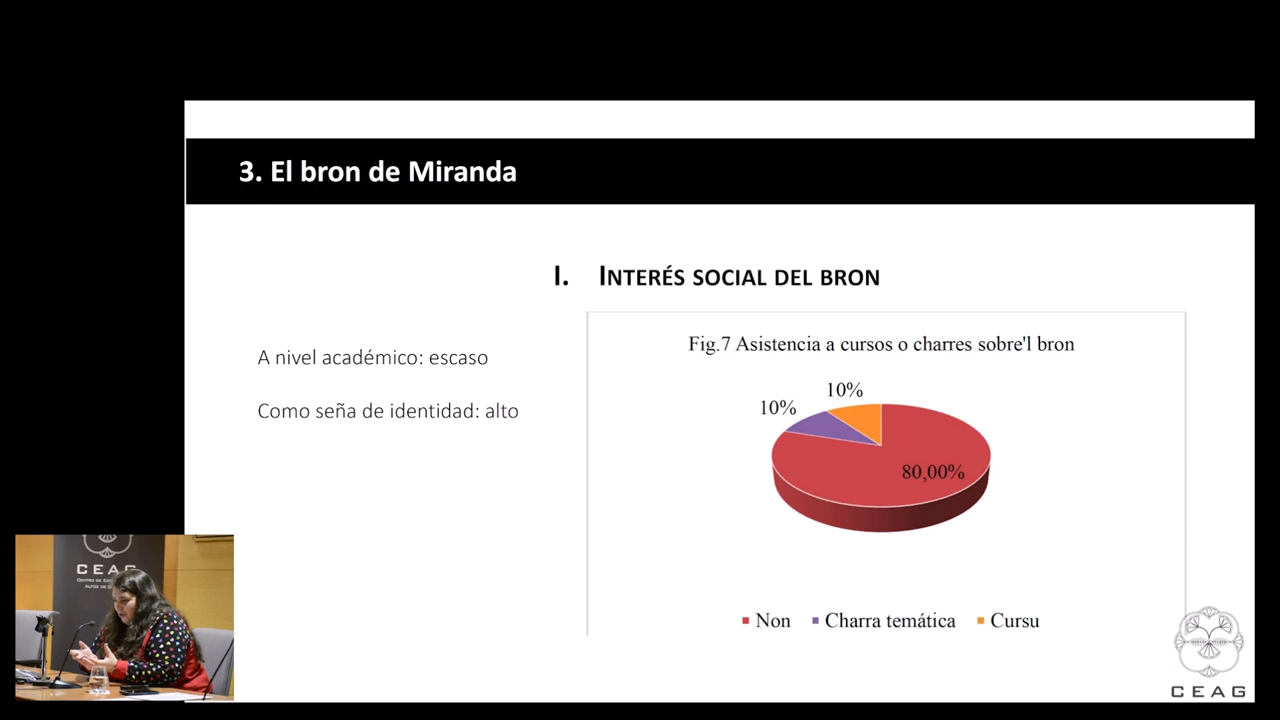 3. El bron de Miranda
I. INTERÉS SOCIAL DEL BRON
A nivel académico: escaso
Como seña de identidad: alto
Fig.7 Asistencia a cursos o charres sobre'l bron
10%
10%
80,00%
Non
Charra temática
Cursu
CEAG
CEAG